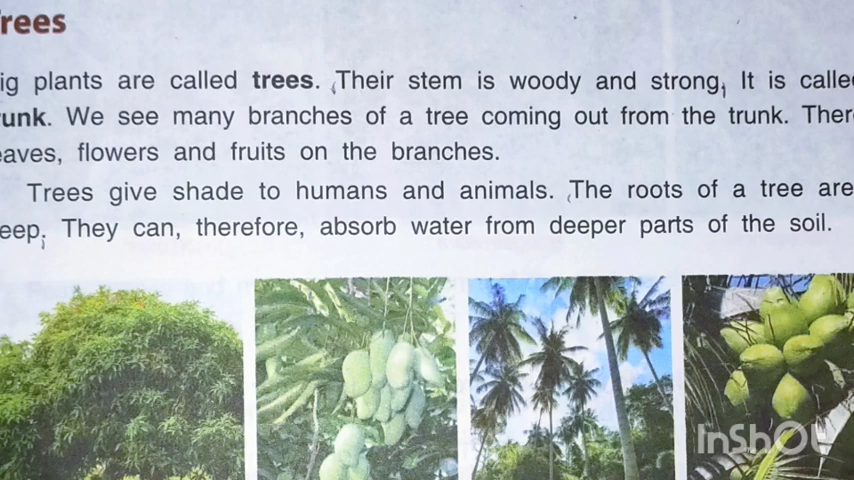 rees
ig plants are called trees. Their stem is woody and strong. It is calle
runk. We see many branches of a tree coming out from the trunk. Ther
eaves, flowers and fruits on the branches.
Trees give shade to humans and animals. The roots of a tree are
eep. They can, therefore, absorb water from deeper parts of the soil.
InShOt